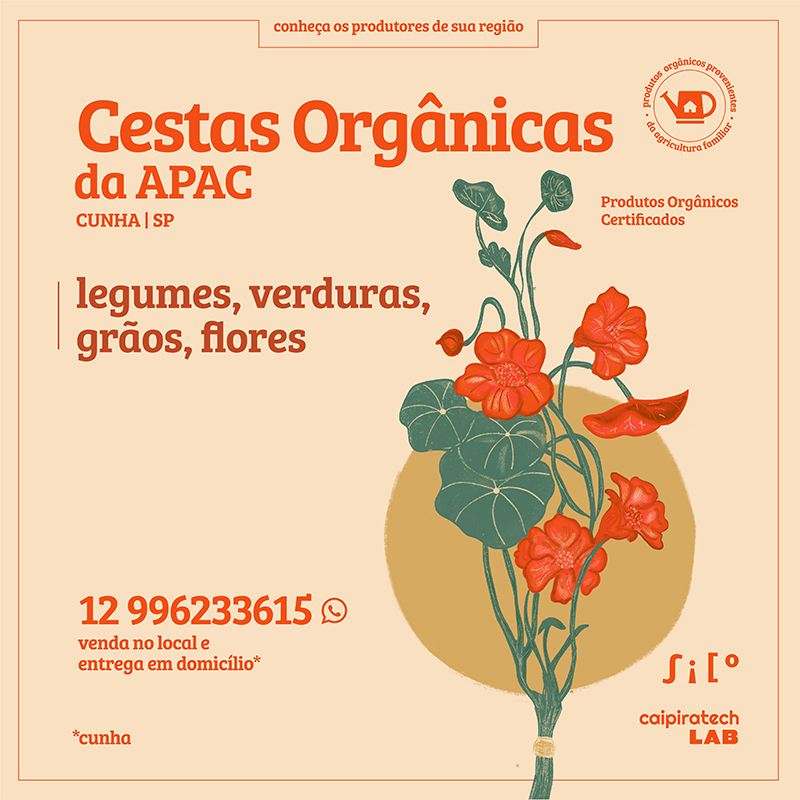 conheça os produtores de sua região
produtos orgânicos provenientes
da agricultura familiar
Cestas Orgânicas
da APAC
CUNHA | SP
Produtos Orgânicos
Certificados
legumes, verduras,
grãos, flores
12 996233615
venda no local e
entrega em domicílio*
caipiratech
LAB
*cunha